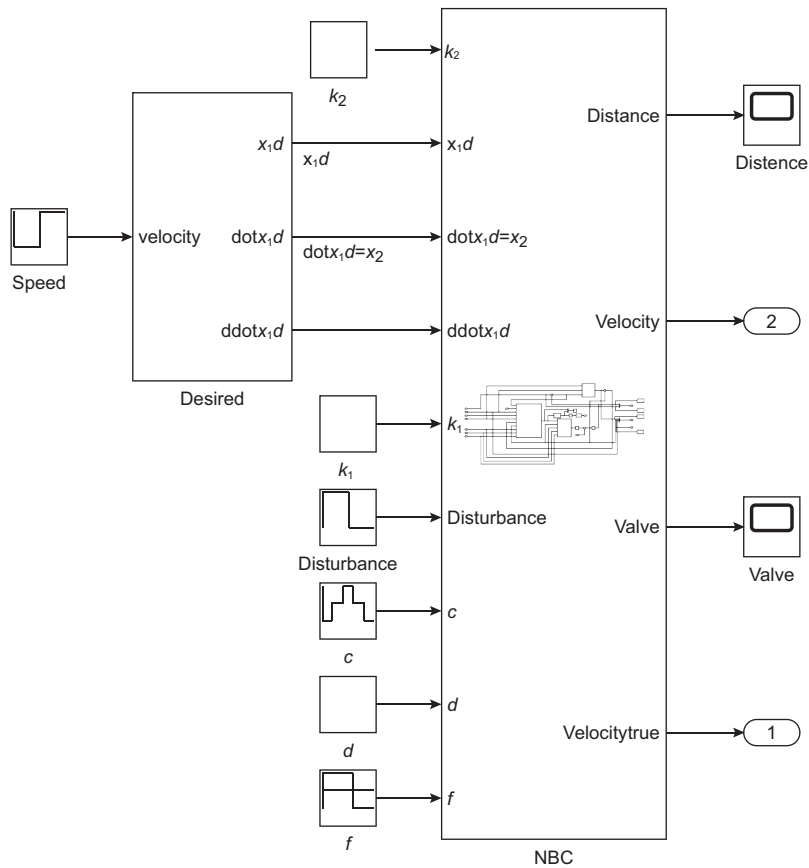 k₂
k₂
Distance
Distence
x₁d
x₁d
x₁d
velocity
Speed
dotx₁d
dotx₁d=x₂
dotx₁d=x₂
ddotx₁d
ddotx₁d
Velocity
2
Desired
k₁
k₁
Disturbance
Disturbance
Valve
Valve
c
c
d
d
Velocitytrue
1
f
f
NBC